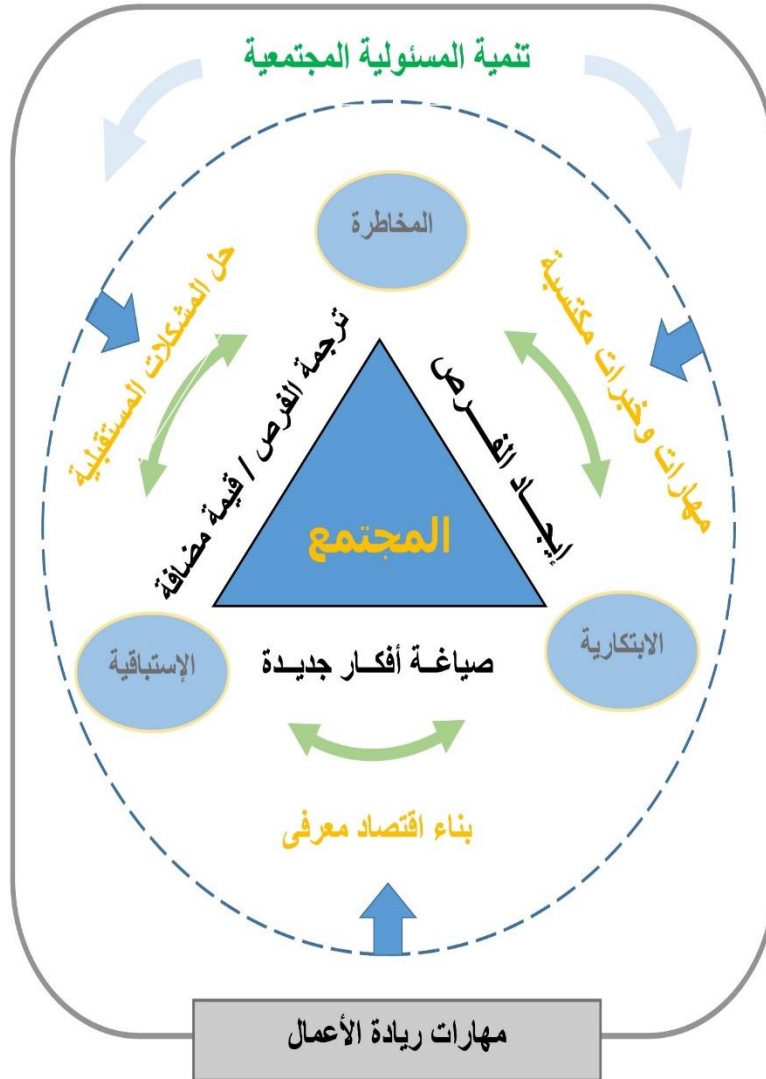 تنمية المسئولية المجتمعية
المخاطرة
مهارات وخبرات مكتسبة
حل المشكلات المستقبلية
إيجاد الفرص
ترجمة الفرص / قيمة مضافة
المجتمع
الابتكارية
صياغة أفكار جديدة
الإستباقية
بناء اقتصاد معرفى
مهارات ريادة الأعمال